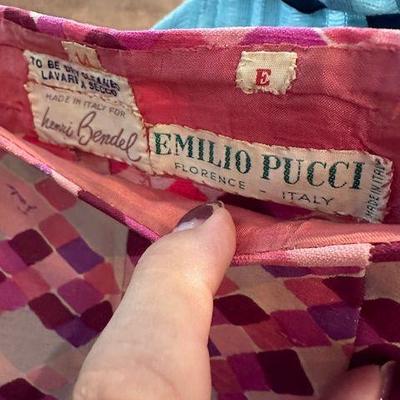 TO BE DRY CLEANED
LAVARE A SECCO
MADE IN ITALY FOR
henri Bendel
E
EMILIO PUCCI
FLORENCE - ITALY
MADE IN ITALY